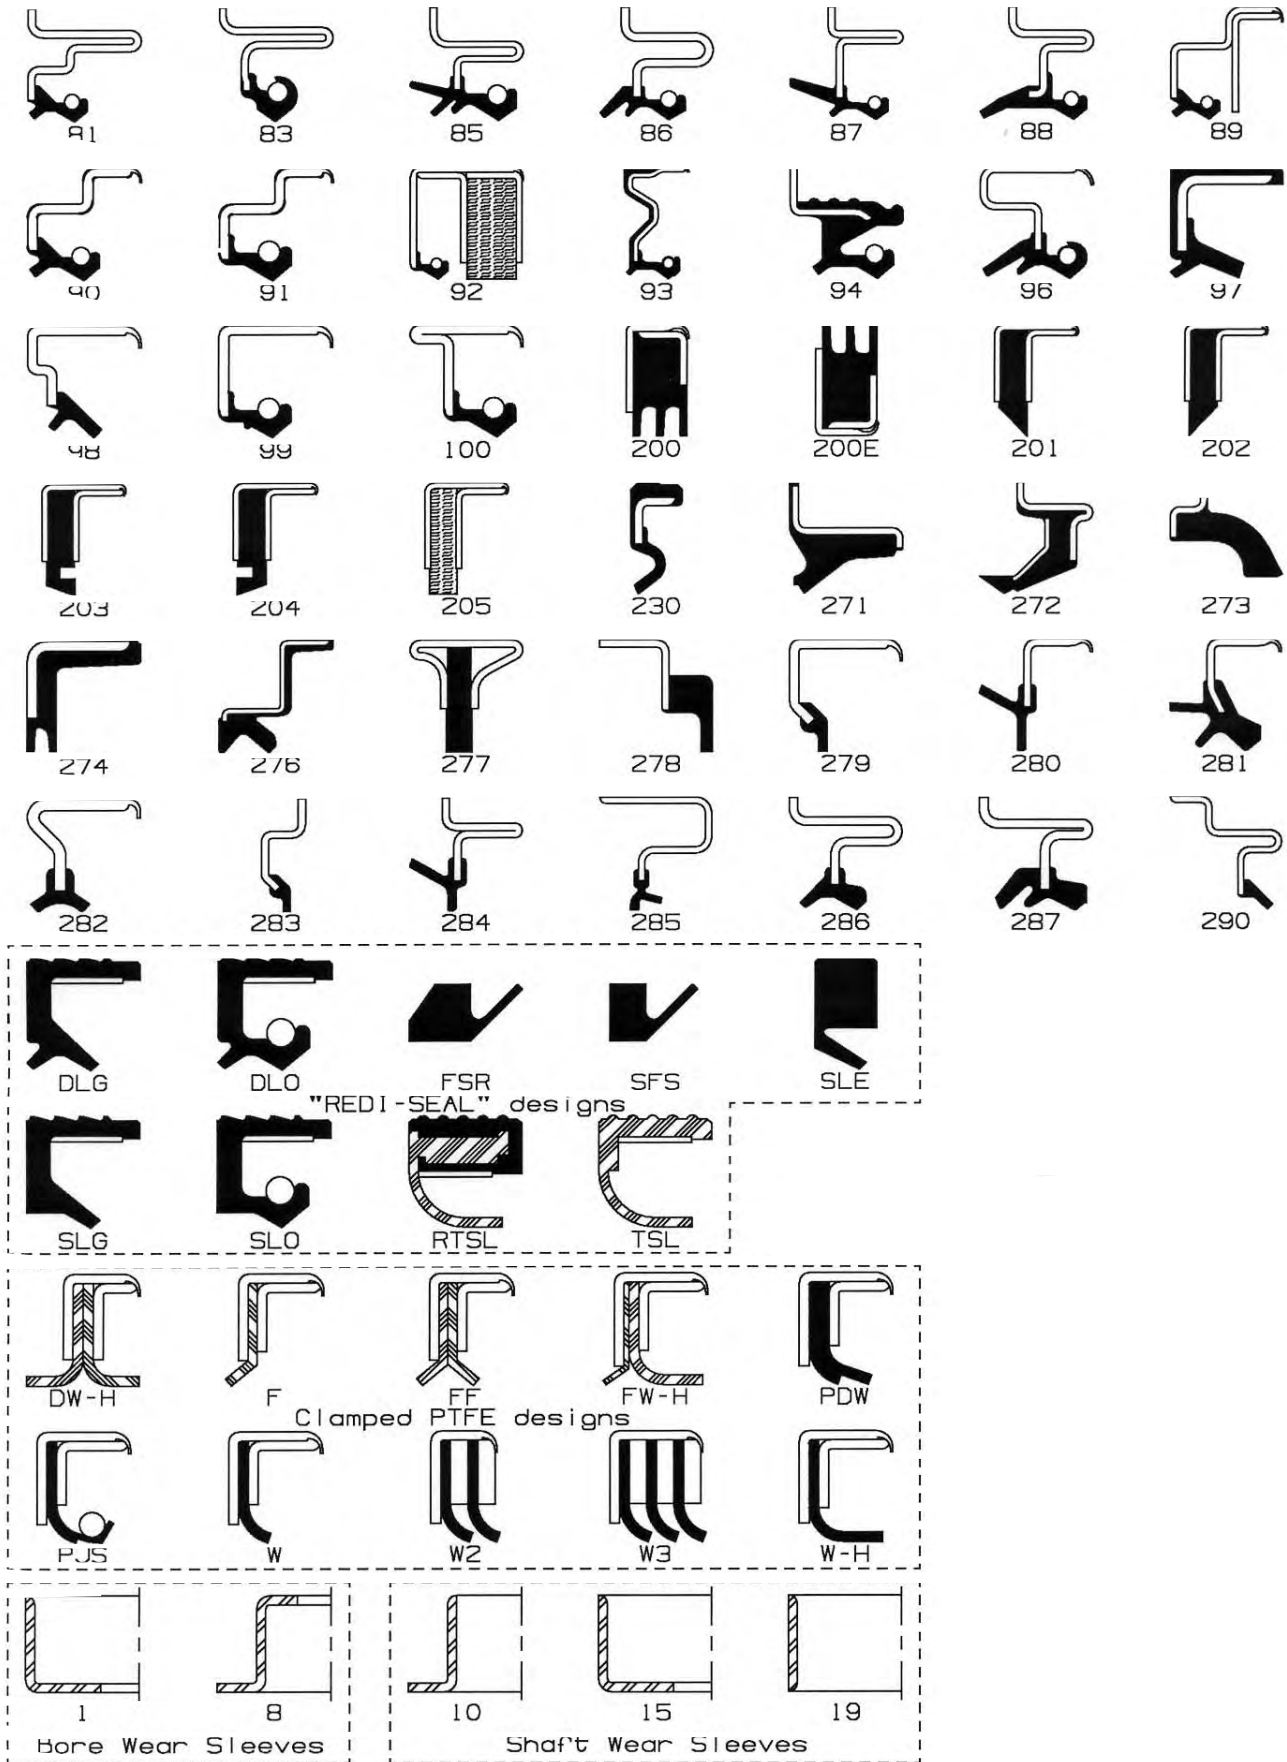 81 83 85 86 87 88 89
90 91 92 93 94 96 97
98 99 100 200 200E 201 202
203 204 205 230 271 272 273
274 276 277 278 279 280 281
282 283 284 285 286 287 290
DLG DLO FSR SFS SLE
"REDI-SEAL" designs
SLG SLO RTSL TSL
DW-H F FF FW-H PDW
Clamped PTFE designs
PJS W W2 W3 W-H
1 8 10 15 19
Bore Wear Sleeves Shaft Wear Sleeves